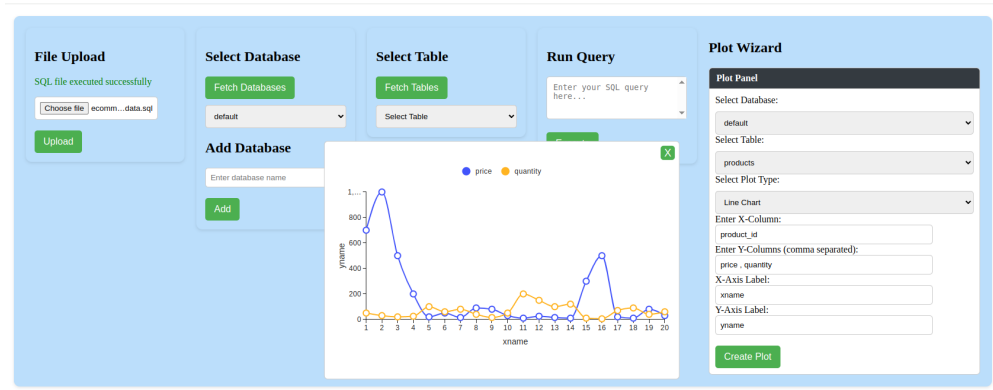 File Upload
SQL file executed successfully
Choose file ecomm…data.sql
Upload
Select Database
Fetch Databases
default
Add Database
Enter database name
Add
Select Table
Fetch Tables
Select Table
Run Query
Enter your SQL query
here...
X
price quantity
1,...
800
600
400
200
0
yname
1 2 3 4 5 6 7 8 9 10 11 12 13 14 15 16 17 18 19 20
xname
Plot Wizard
Plot Panel
Select Database:
default
Select Table:
products
Select Plot Type:
Line Chart
Enter X-Column:
product_id
Enter Y-Columns (comma separated):
price , quantity
X-Axis Label:
xname
Y-Axis Label:
yname
Create Plot